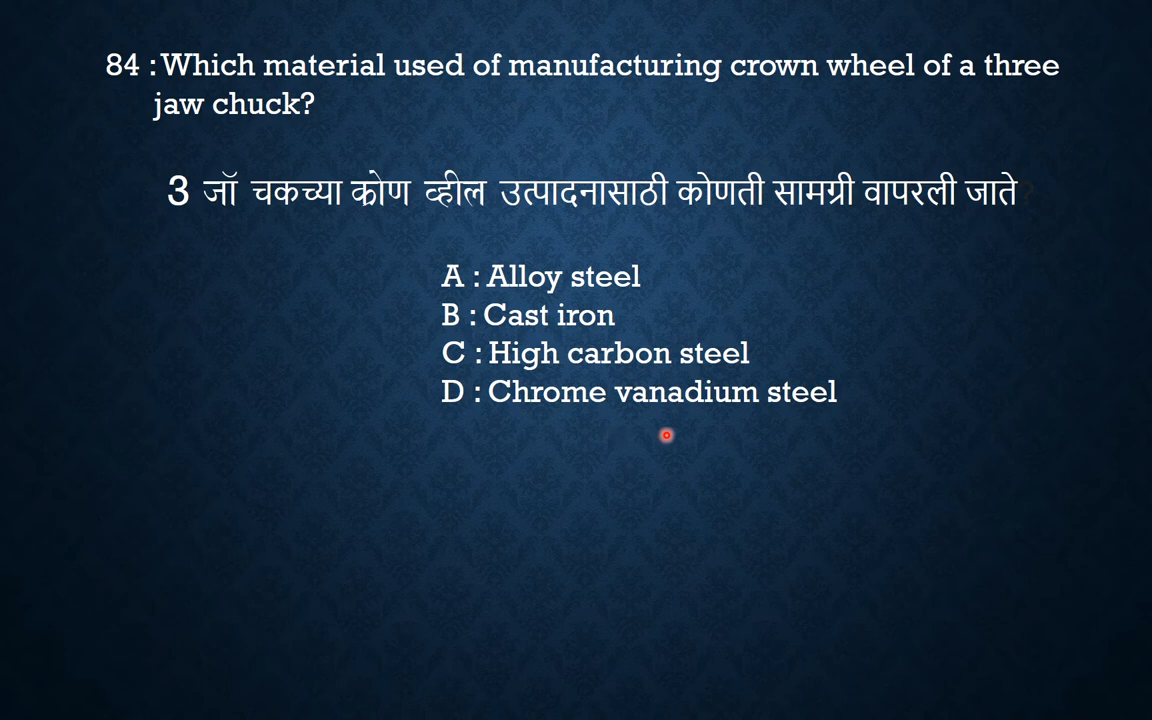 84 : Which material used of manufacturing crown wheel of a three
jaw chuck?
3 जॉ चकच्या क्रोण व्हील उत्पादनासाठी कोणती सामग्री वापरली जाते?
A : Alloy steel
B : Cast iron
C : High carbon steel
D : Chrome vanadium steel